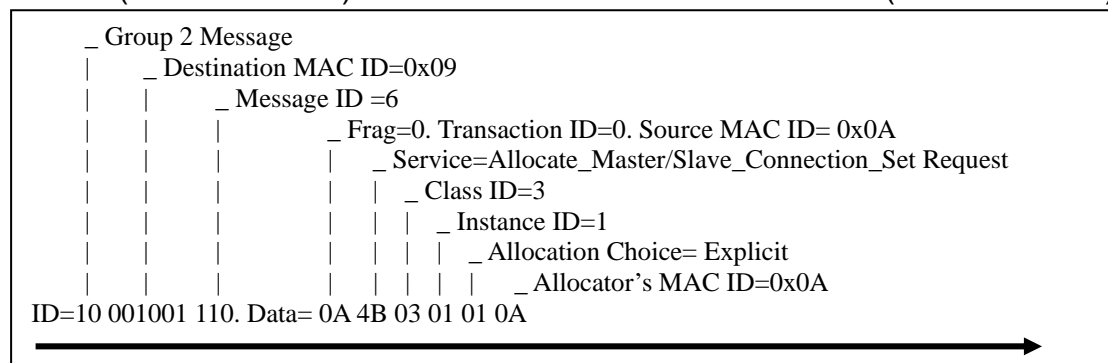 _ Group 2 Message
| _ Destination MAC ID=0x09
| | _ Message ID =6
| | | _ Frag=0. Transaction ID=0. Source MAC ID= 0x0A
| | | | _ Service=Allocate_Master/Slave_Connection_Set Request
| | | | | _ Class ID=3
| | | | | | _ Instance ID=1
| | | | | | | _ Allocation Choice= Explicit
| | | | | | | | _ Allocator’s MAC ID=0x0A
ID=10 001001 110. Data= 0A 4B 03 01 01 0A